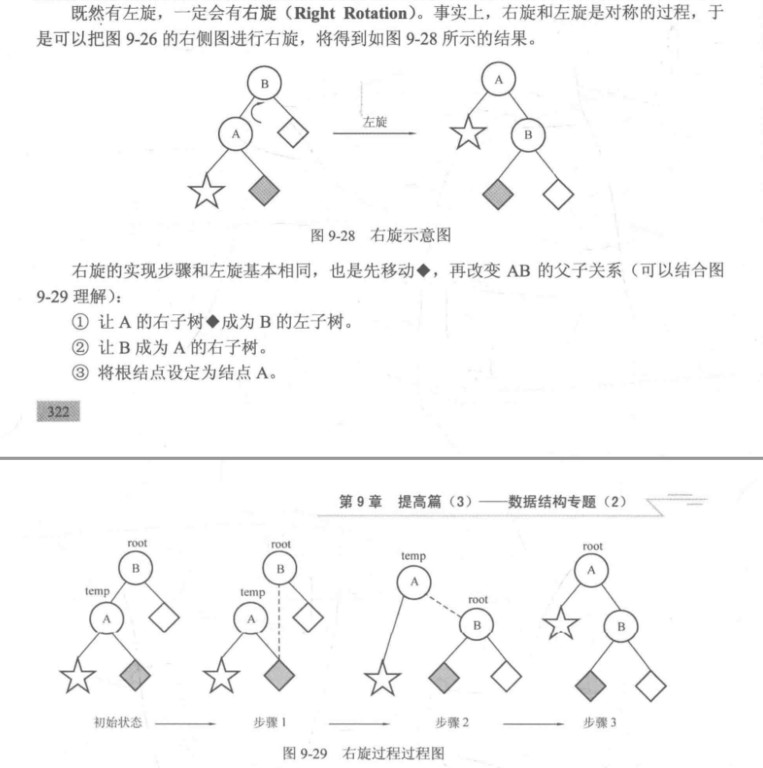 既然有左旋，一定会有右旋（Right Rotation）。事实上，右旋和左旋是对称的过程，于
是可以把图 9-26 的右侧图进行右旋，将得到如图 9-28 所示的结果。
B
A
左旋
A
B
图 9-28 右旋示意图
右旋的实现步骤和左旋基本相同，也是先移动◆，再改变 AB 的父子关系（可以结合图
9-29 理解）：
① 让 A 的右子树◆成为 B 的左子树。
② 让 B 成为 A 的右子树。
③ 将根结点设定为结点 A。
322
第 9 章 提高篇（3）——数据结构专题（2）
root
B
temp
A
初始状态
root
B
temp
A
步骤 1
temp
A
root
B
步骤 2
root
A
B
步骤 3
图 9-29 右旋过程过程图